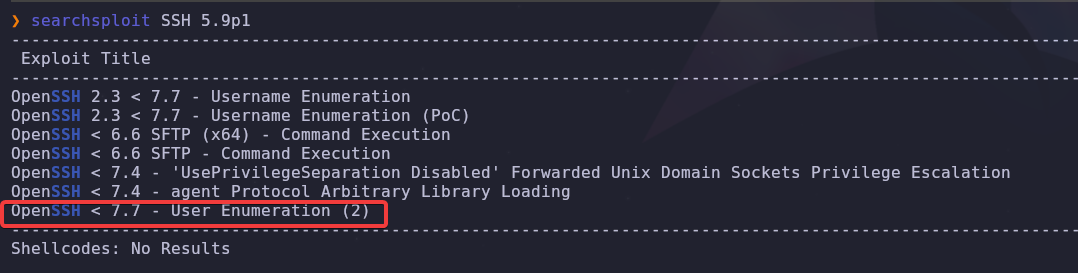 ❯ searchsploit SSH 5.9p1
------------------------------------------------------------------------------------------------------------
Exploit Title
------------------------------------------------------------------------------------------------------------
OpenSSH 2.3 < 7.7 - Username Enumeration
OpenSSH 2.3 < 7.7 - Username Enumeration (PoC)
OpenSSH < 6.6 SFTP (x64) - Command Execution
OpenSSH < 6.6 SFTP - Command Execution
OpenSSH < 7.4 - 'UsePrivilegeSeparation Disabled' Forwarded Unix Domain Sockets Privilege Escalation
OpenSSH < 7.4 - agent Protocol Arbitrary Library Loading
OpenSSH < 7.7 - User Enumeration (2)
------------------------------------------------------------------------------------------------------------
Shellcodes: No Results